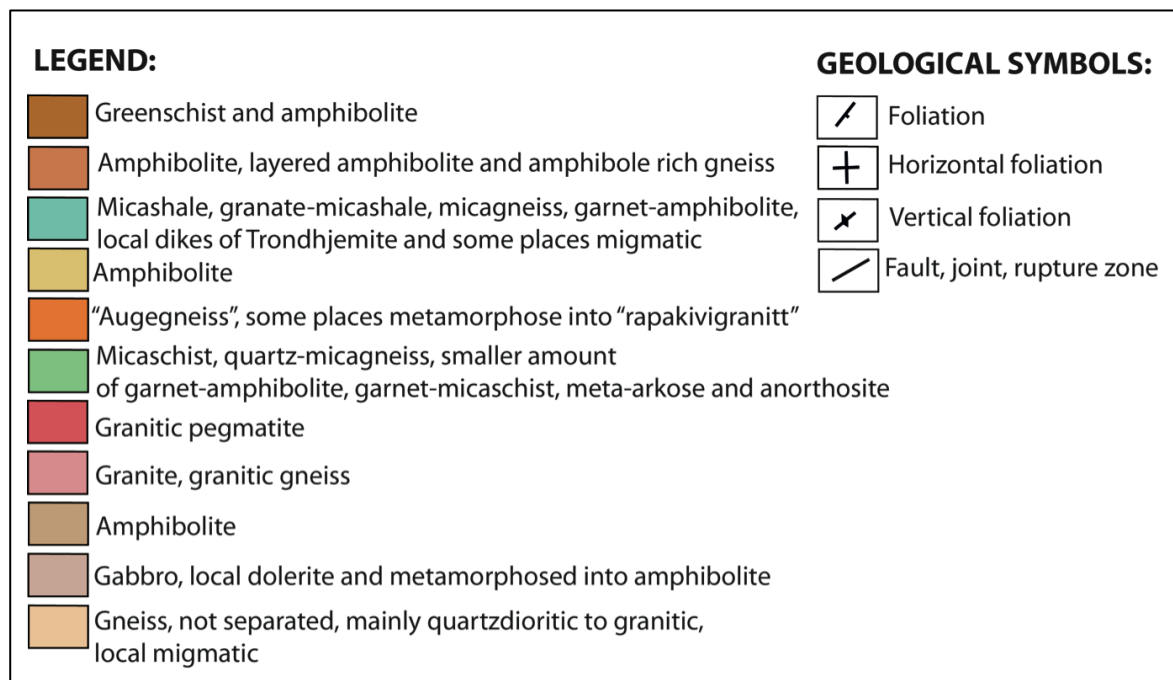 LEGEND:
Greenschist and amphibolite
Amphibolite, layered amphibolite and amphibole rich gneiss
Micashale, granate-micashale, micagneiss, garnet-amphibolite,
local dikes of Trondhjemite and some places migmatic
Amphibolite
“Augegneiss”, some places metamorphose into “rapakivigranitt”
Micaschist, quartz-micagneiss, smaller amount
of garnet-amphibolite, garnet-micaschist, meta-arkose and anorthosite
Granitic pegmatite
Granite, granitic gneiss
Amphibolite
Gabbro, local dolerite and metamorphosed into amphibolite
Gneiss, not separated, mainly quartzdioritic to granitic,
local migmatic
GEOLOGICAL SYMBOLS:
Foliation
Horizontal foliation
Vertical foliation
Fault, joint, rupture zone